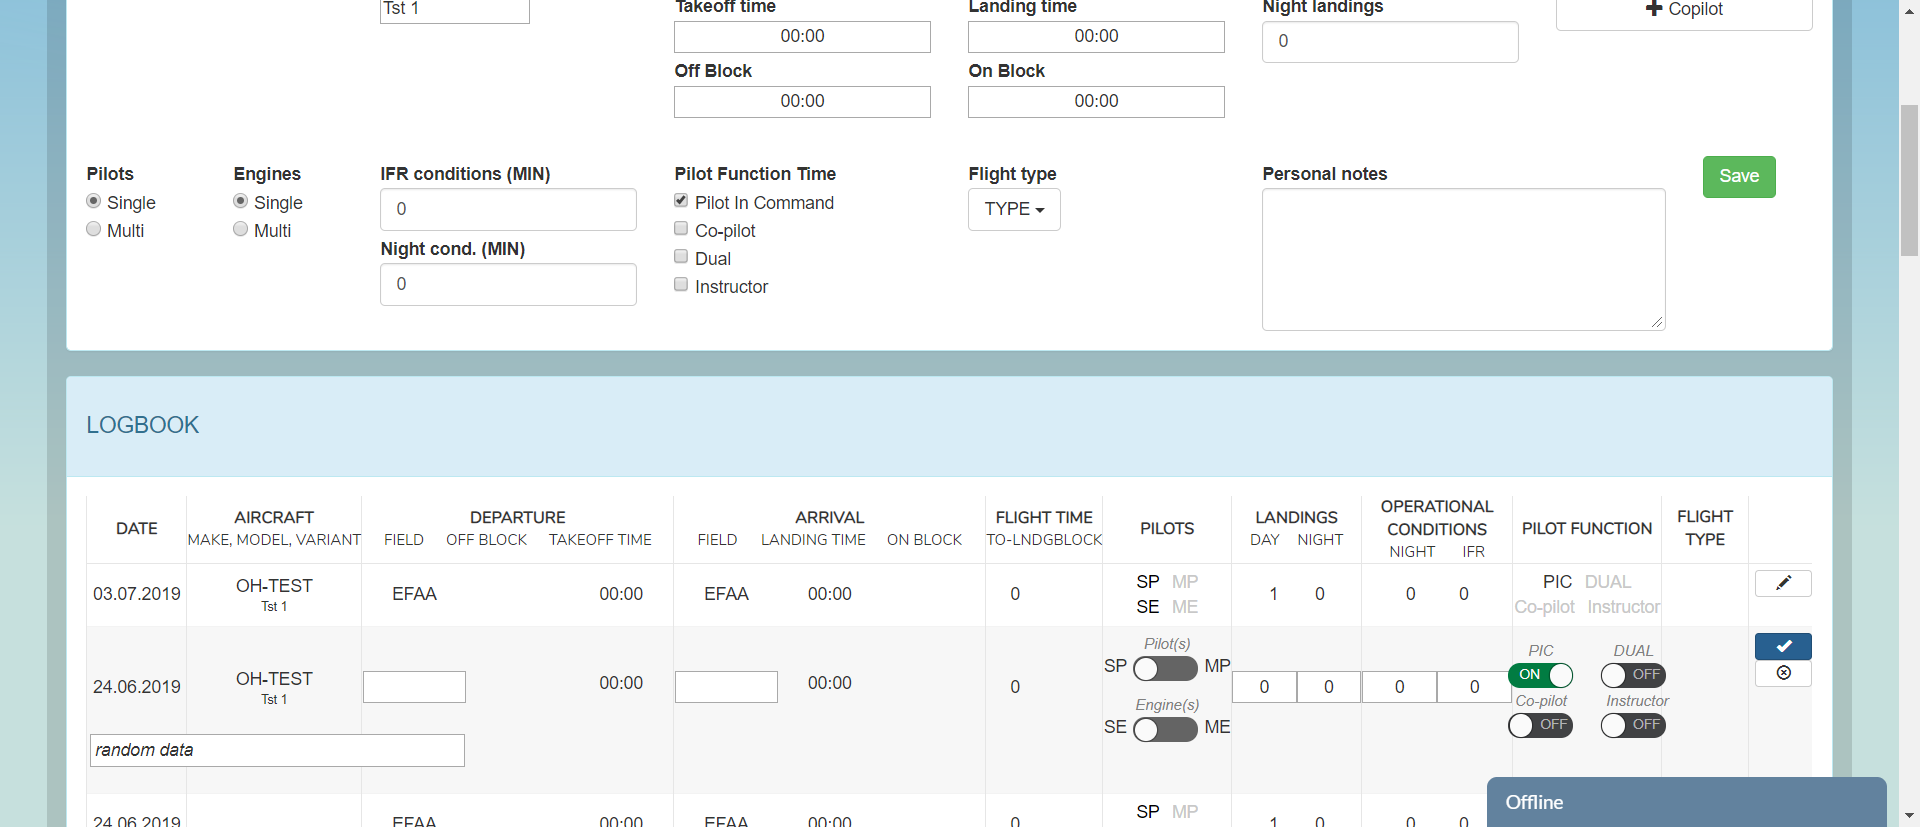 Tst 1
Takeoff time
Landing time
Night landings
Copilot
00:00
00:00
0
Off Block
On Block
00:00
00:00
Pilots
Engines
IFR conditions (MIN)
Pilot Function Time
Flight type
Personal notes
Save
Single
Single
0
Pilot In Command
TYPE
Multi
Multi
Co-pilot
Night cond. (MIN)
Dual
0
Instructor
LOGBOOK
DATE
AIRCRAFT
MAKE, MODEL, VARIANT
DEPARTURE
FIELD OFF BLOCK TAKEOFF TIME
ARRIVAL
FIELD LANDING TIME ON BLOCK
FLIGHT TIME
TO-LNDGBLOCK
PILOTS
LANDINGS
DAY NIGHT
OPERATIONAL
CONDITIONS
NIGHT IFR
PILOT FUNCTION
FLIGHT
TYPE
03.07.2019
OH-TEST
Tst 1
EFAA 00:00
EFAA 00:00
0
SP MP
SE ME
1 0
0 0
PIC DUAL
Co-pilot Instructor
24.06.2019
OH-TEST
Tst 1
00:00
00:00
0
Pilot(s)
SP MP
Engine(s)
SE ME
0 0
0 0
PIC DUAL
ON OFF
Co-pilot Instructor
OFF OFF
random data
24.06.2019
EFAA 00:00
EFAA 00:00
0
SP MP
1 0
0 0
Offline